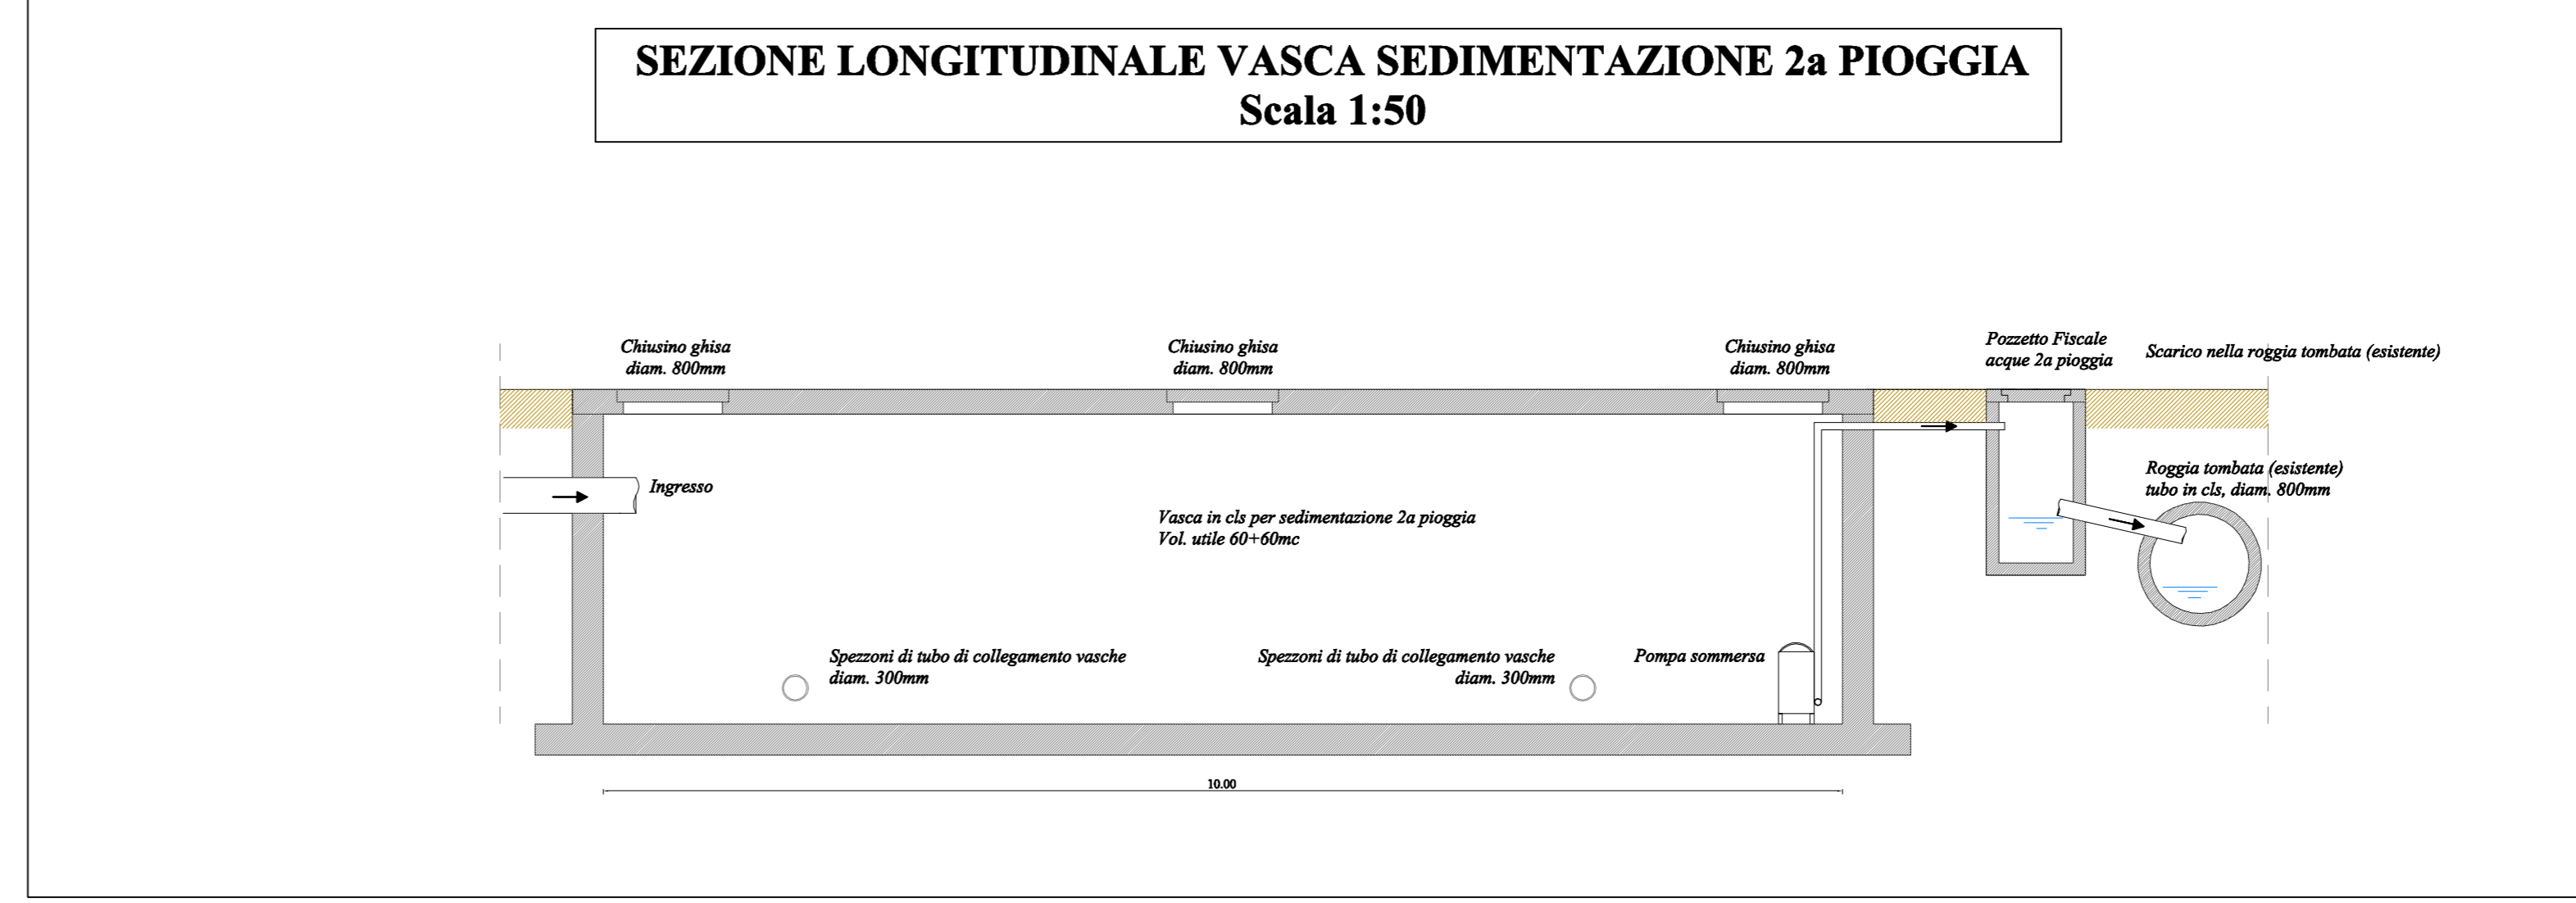 SEZIONE LONGITUDINALE VASCA SEDIMENTAZIONE 2a PIOGGIA
Scala 1:50
Chiusino ghisa
diam. 800mm
Chiusino ghisa
diam. 800mm
Chiusino ghisa
diam. 800mm
Pozzetto Fiscale
acque 2a pioggia
Scarico nella roggia tombata (esistente)
Ingresso
Vasca in cls per sedimentazione 2a pioggia
Vol. utile 60+60mc
Roggia tombata (esistente)
tubo in cls, diam. 800mm
Spezzoni di tubo di collegamento vasche
diam. 300mm
Spezzoni di tubo di collegamento vasche
diam. 300mm
Pompa sommersa
10.00